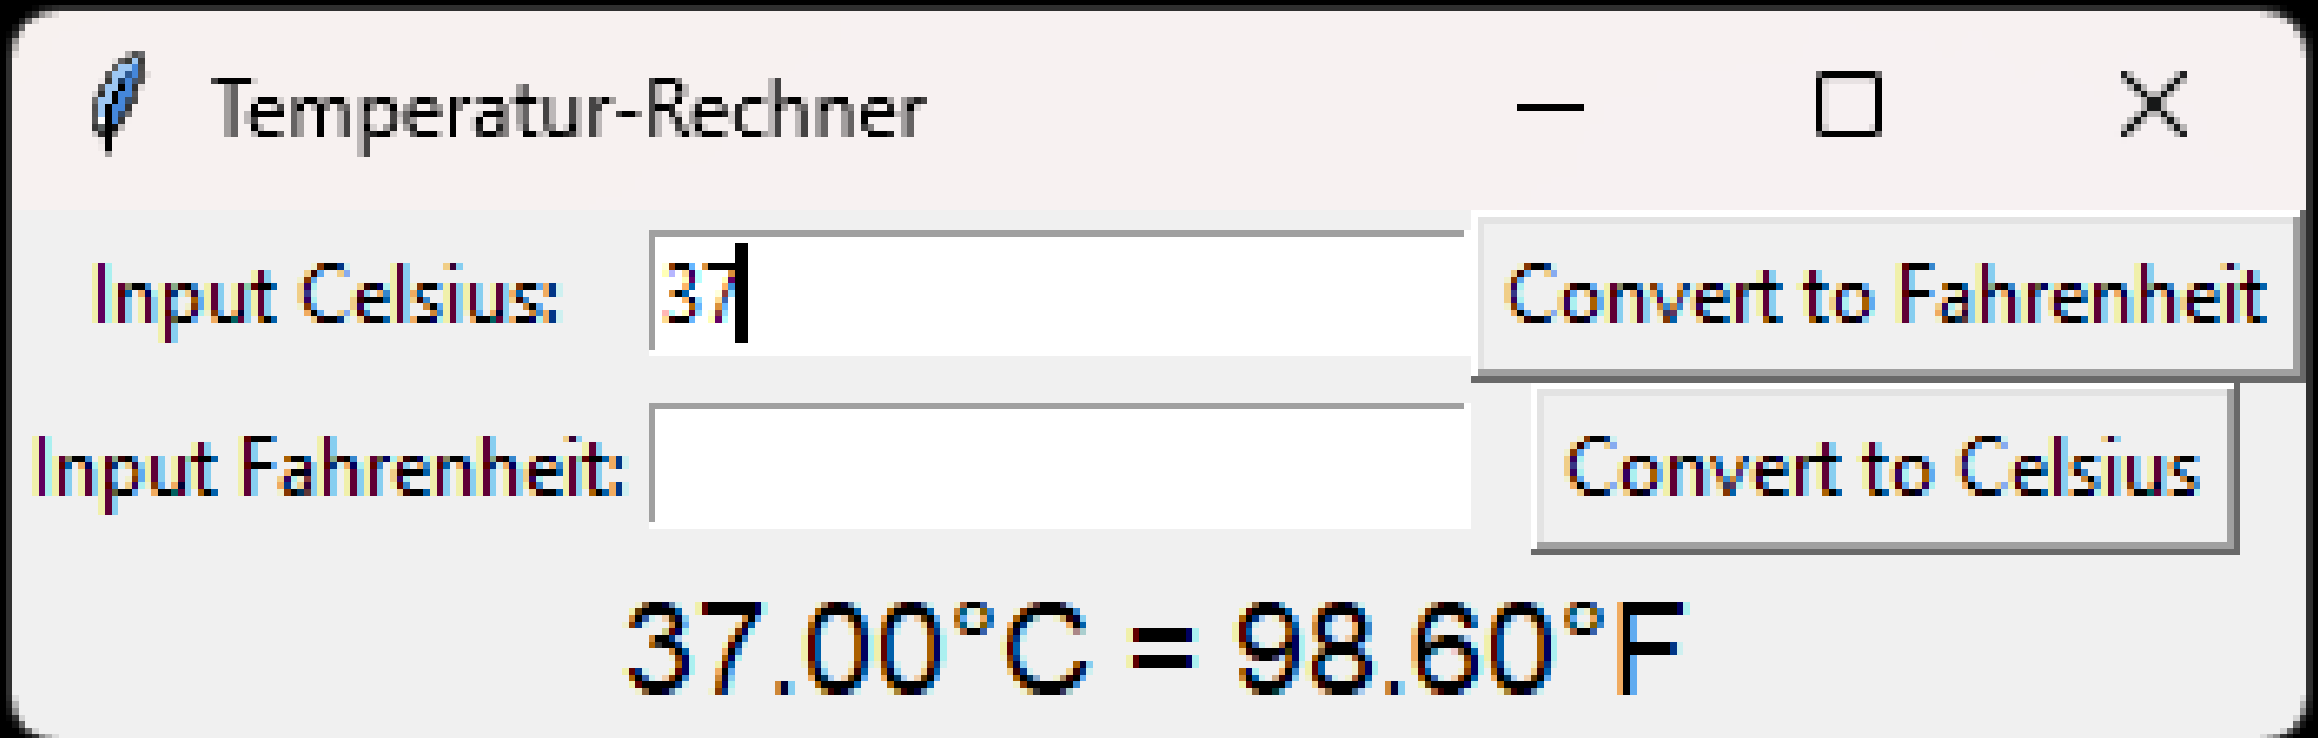 Temperatur-Rechner
Input Celsius: 37 Convert to Fahrenheit
Input Fahrenheit: Convert to Celsius
37.00°C = 98.60°F